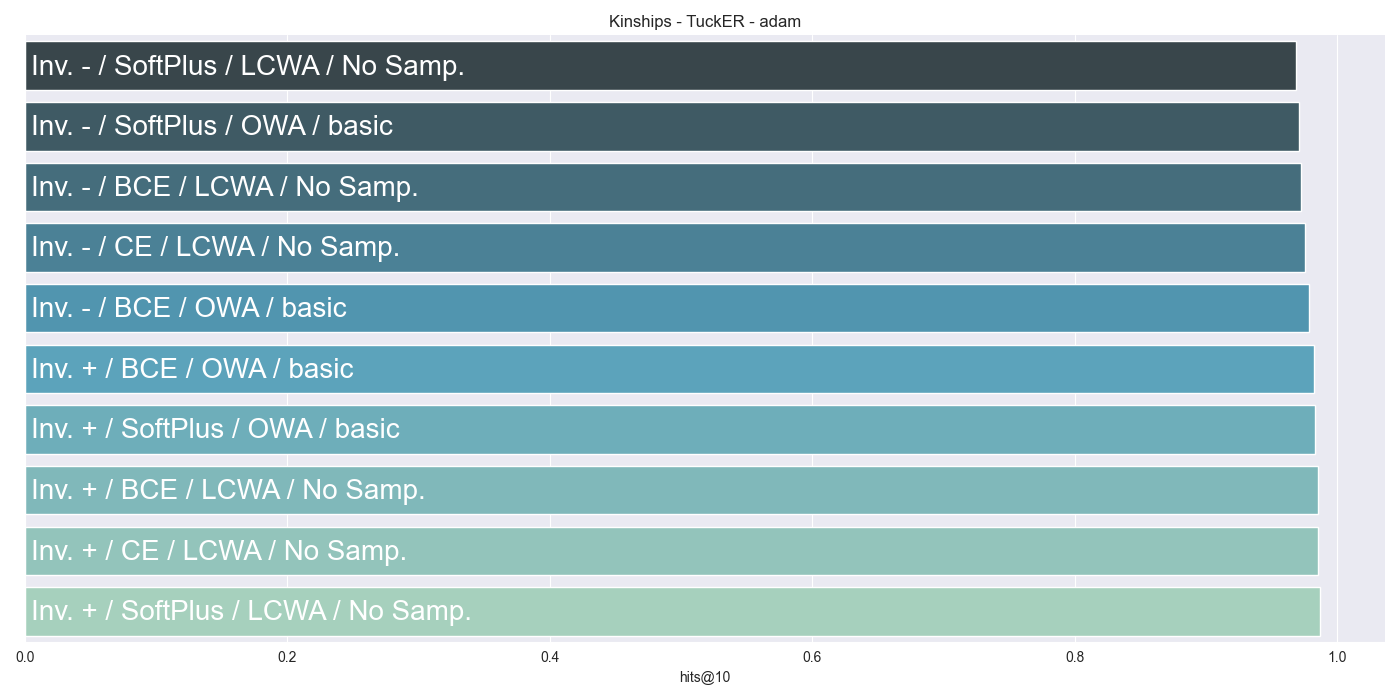 Kinships - TuckER - adam
Inv. - / SoftPlus / LCWA / No Samp.
Inv. - / SoftPlus / OWA / basic
Inv. - / BCE / LCWA / No Samp.
Inv. - / CE / LCWA / No Samp.
Inv. - / BCE / OWA / basic
Inv. + / BCE / OWA / basic
Inv. + / SoftPlus / OWA / basic
Inv. + / BCE / LCWA / No Samp.
Inv. + / CE / LCWA / No Samp.
Inv. + / SoftPlus / LCWA / No Samp.
0.0 0.2 0.4 0.6 0.8 1.0
hits@10